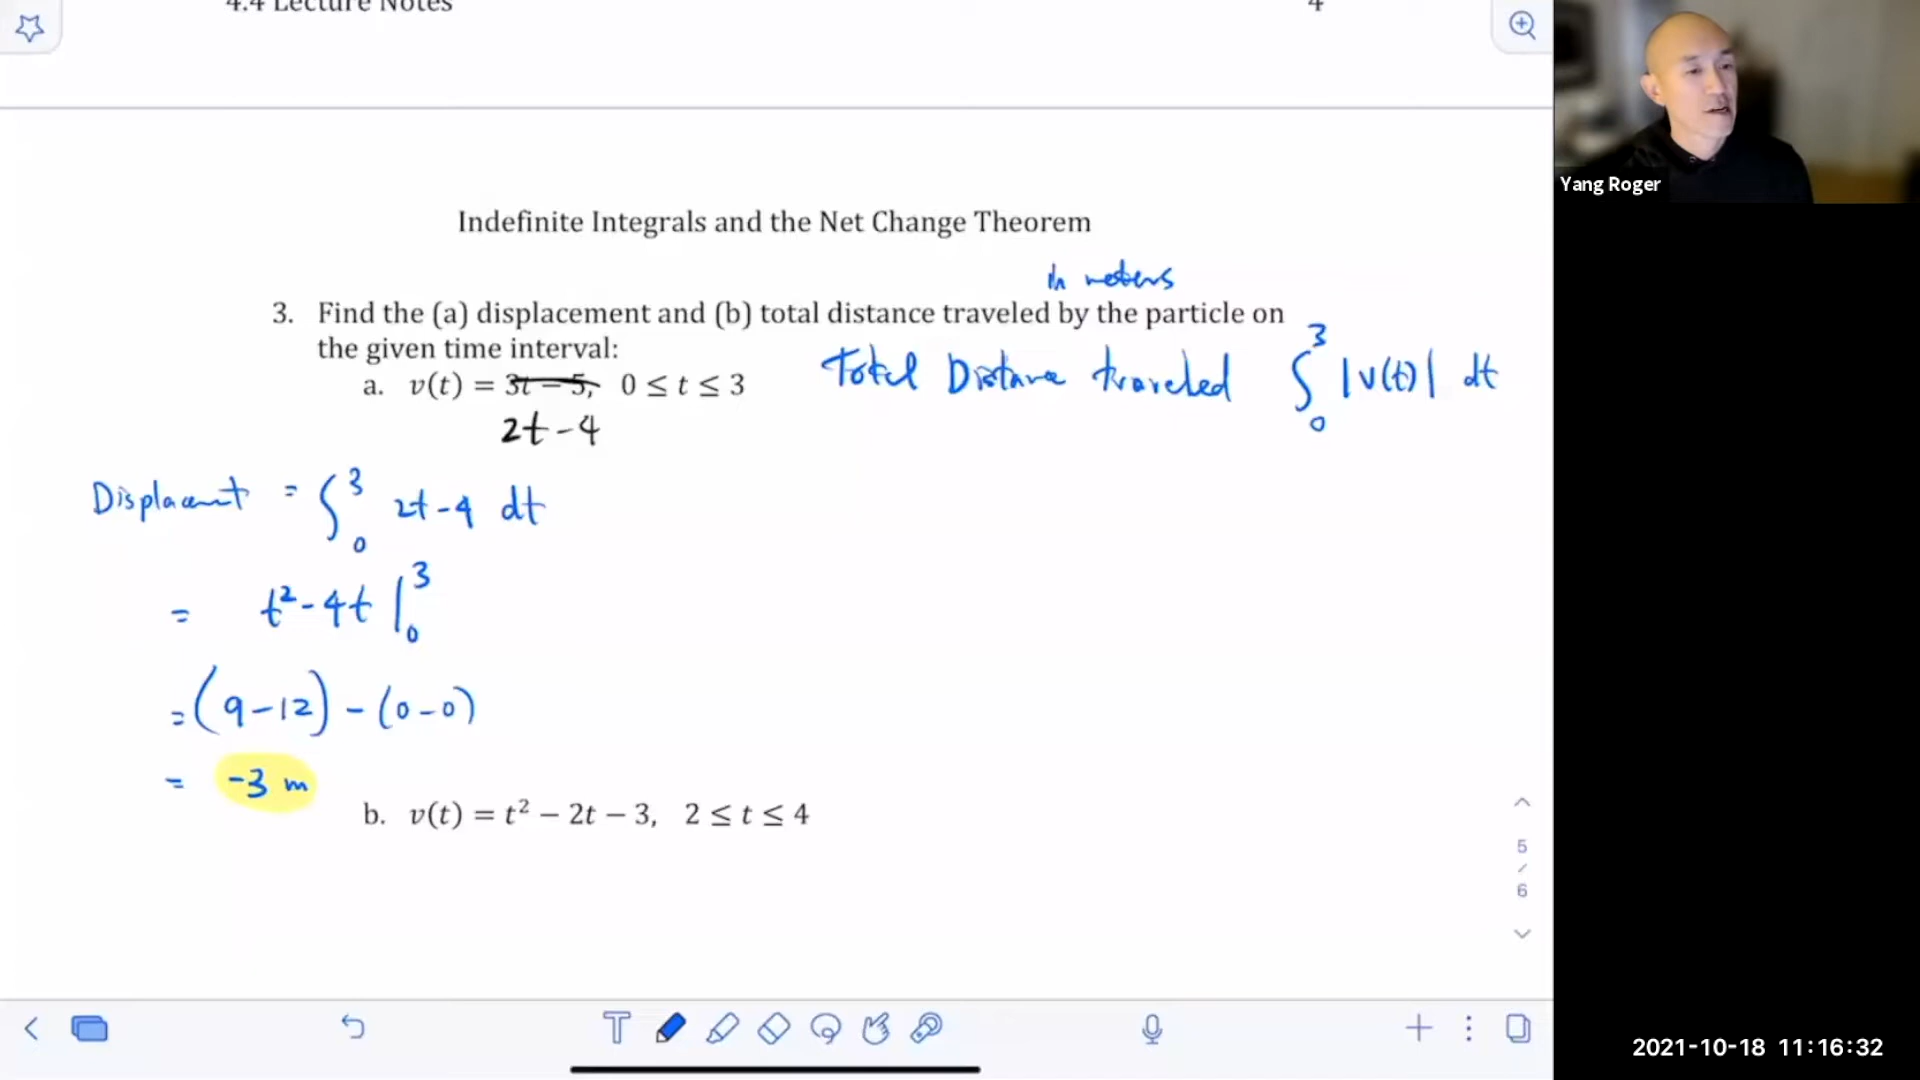 4.4 Lecture Notes 4
Yang Roger
Indefinite Integrals and the Net Change Theorem
in meters
3. Find the (a) displacement and (b) total distance traveled by the particle on
the given time interval:
a. v(t) = 3t − 5, 0 ≤ t ≤ 3
2t - 4
Total Distance traveled ∫₀³ |v(t)| dt
Displacemt = ∫₀³ 2t - 4 dt
= t² - 4t |₀³
= (9 - 12) - (0 - 0)
= -3 m
b. v(t) = t² − 2t − 3, 2 ≤ t ≤ 4
5
/
6
T
2021-10-18 11:16:32